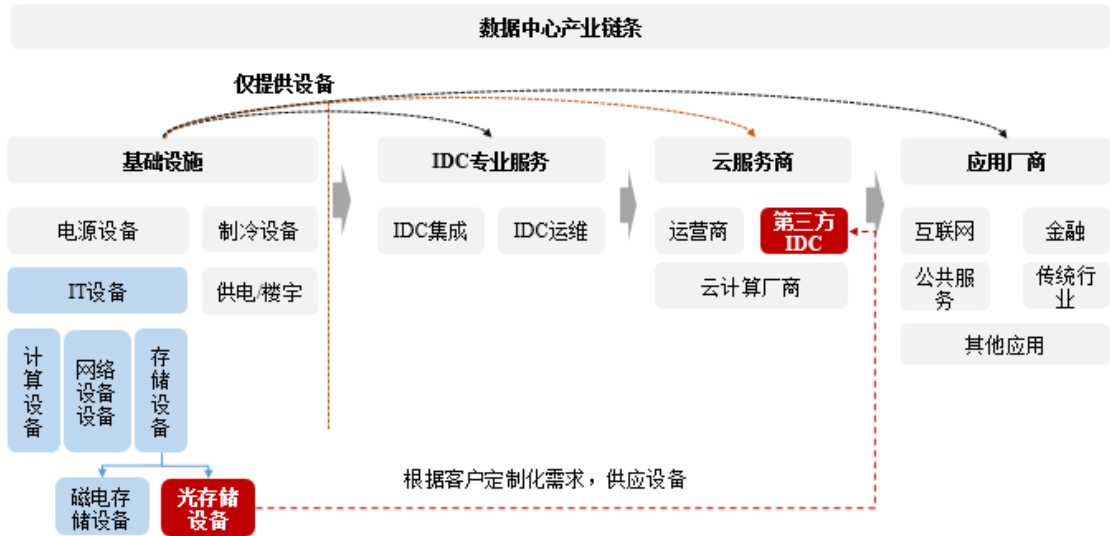 数据中心产业链条
仅提供设备
基础设施
IDC专业服务
云服务商
应用厂商
电源设备
制冷设备
IDC集成
IDC运维
运营商
第三方
IDC
互联网
金融
IT设备
供电/楼宇
云计算厂商
公共服
务
传统行
业
其他应用
计
算
设
备
网络
设备
设备
存
储
设
备
根据客户定制化需求，供应设备
磁电存
储设备
光存储
设备